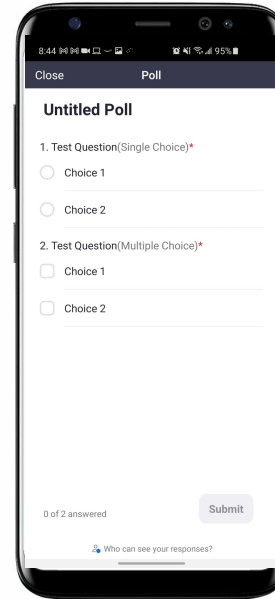 8:44 95%
Close Poll
Untitled Poll
1. Test Question(Single Choice)*
Choice 1
Choice 2
2. Test Question(Multiple Choice)*
Choice 1
Choice 2
0 of 2 answered Submit
Who can see your responses?